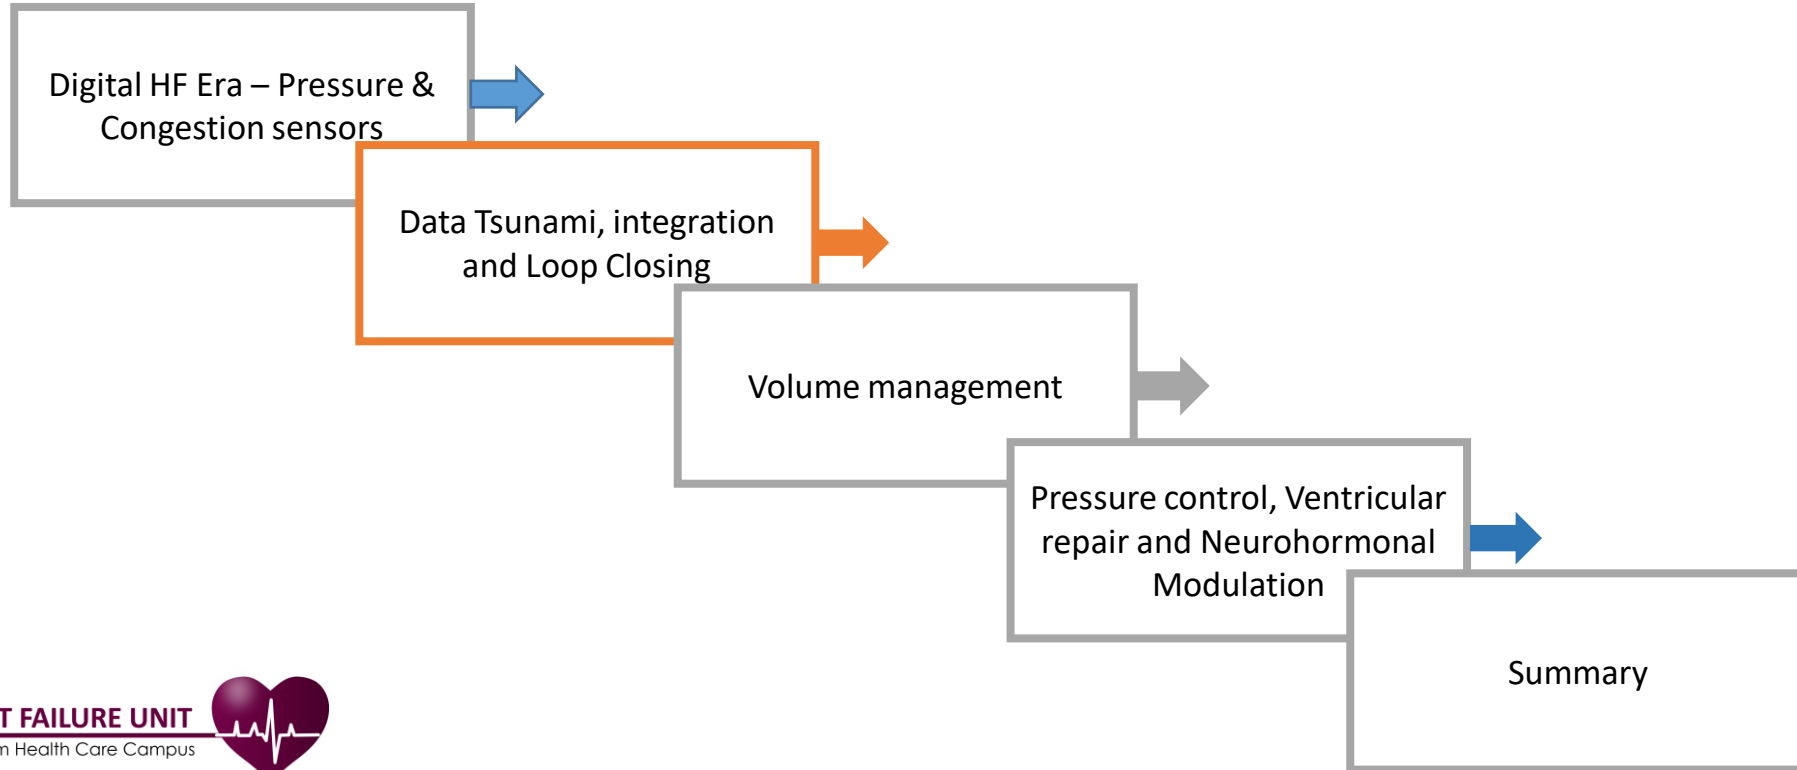 Digital HF Era – Pressure &
Congestion sensors
Data Tsunami, integration
and Loop Closing
Volume management
Pressure control, Ventricular
repair and Neurohormonal
Modulation
Summary
T FAILURE UNIT
m Health Care Campus